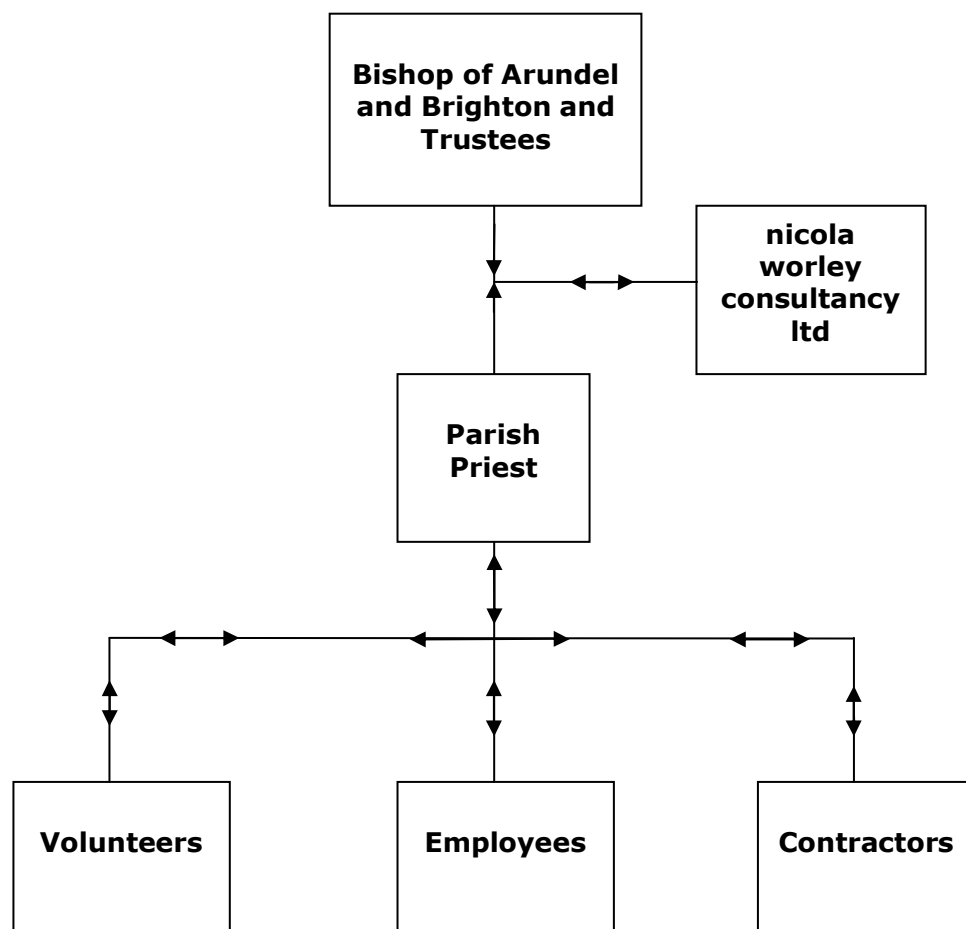 Bishop of Arundel
and Brighton and
Trustees
nicola
worley
consultancy
ltd
Parish
Priest
Volunteers
Employees
Contractors